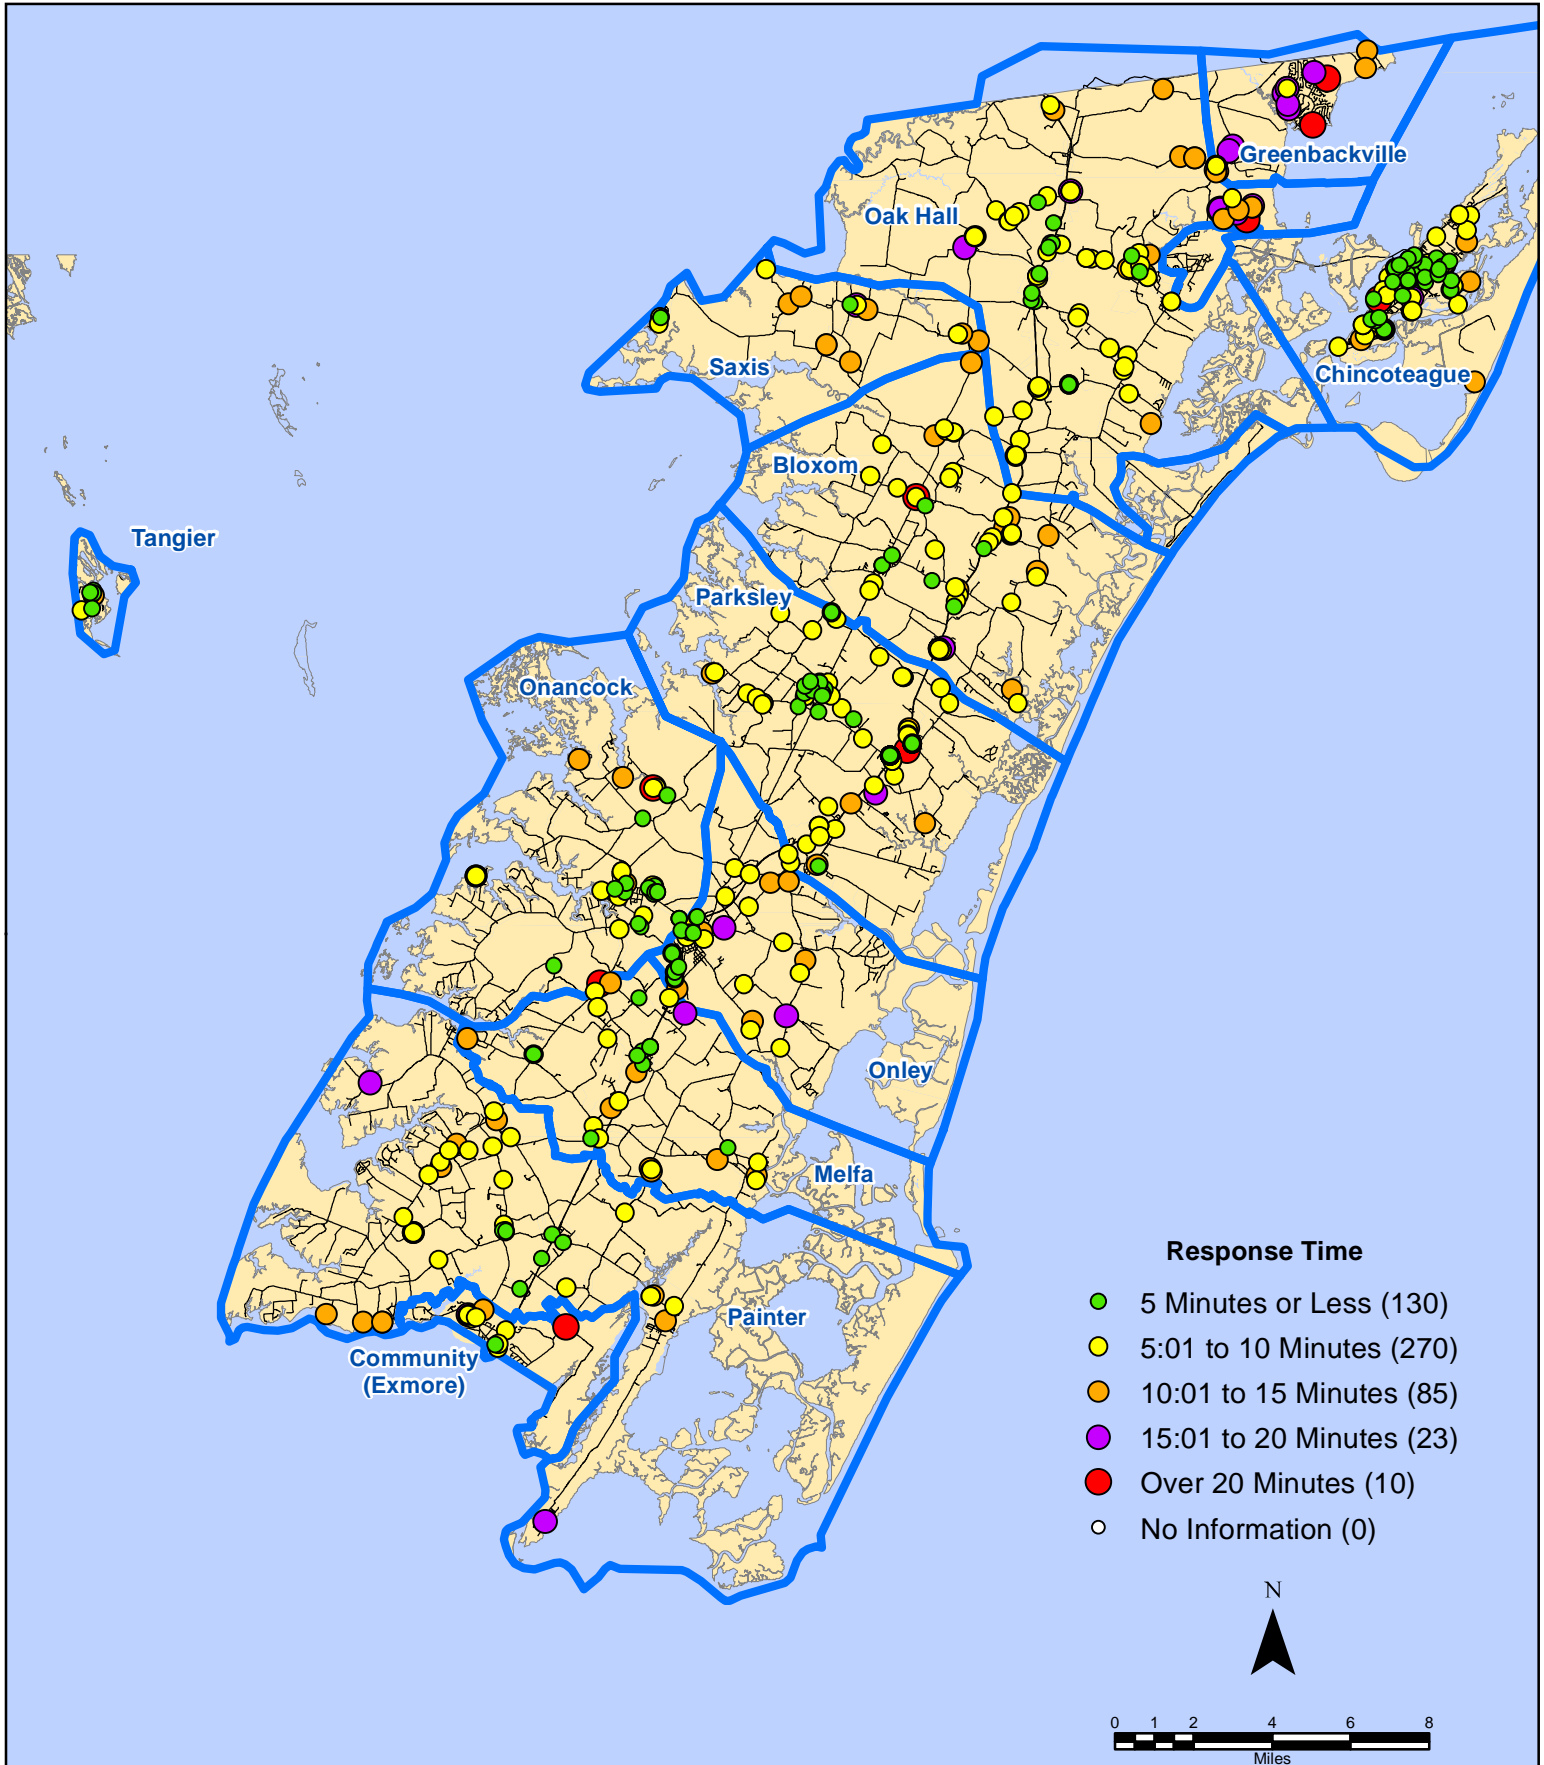 Greenbackville
Oak Hall
Saxis
Chincoteague
Bloxom
Tangier
Parksley
Onancock
Onley
Melfa
Painter
Community
(Exmore)
Response Time
5 Minutes or Less (130)
5:01 to 10 Minutes (270)
10:01 to 15 Minutes (85)
15:01 to 20 Minutes (23)
Over 20 Minutes (10)
No Information (0)
N
0 1 2 4 6 8
Miles